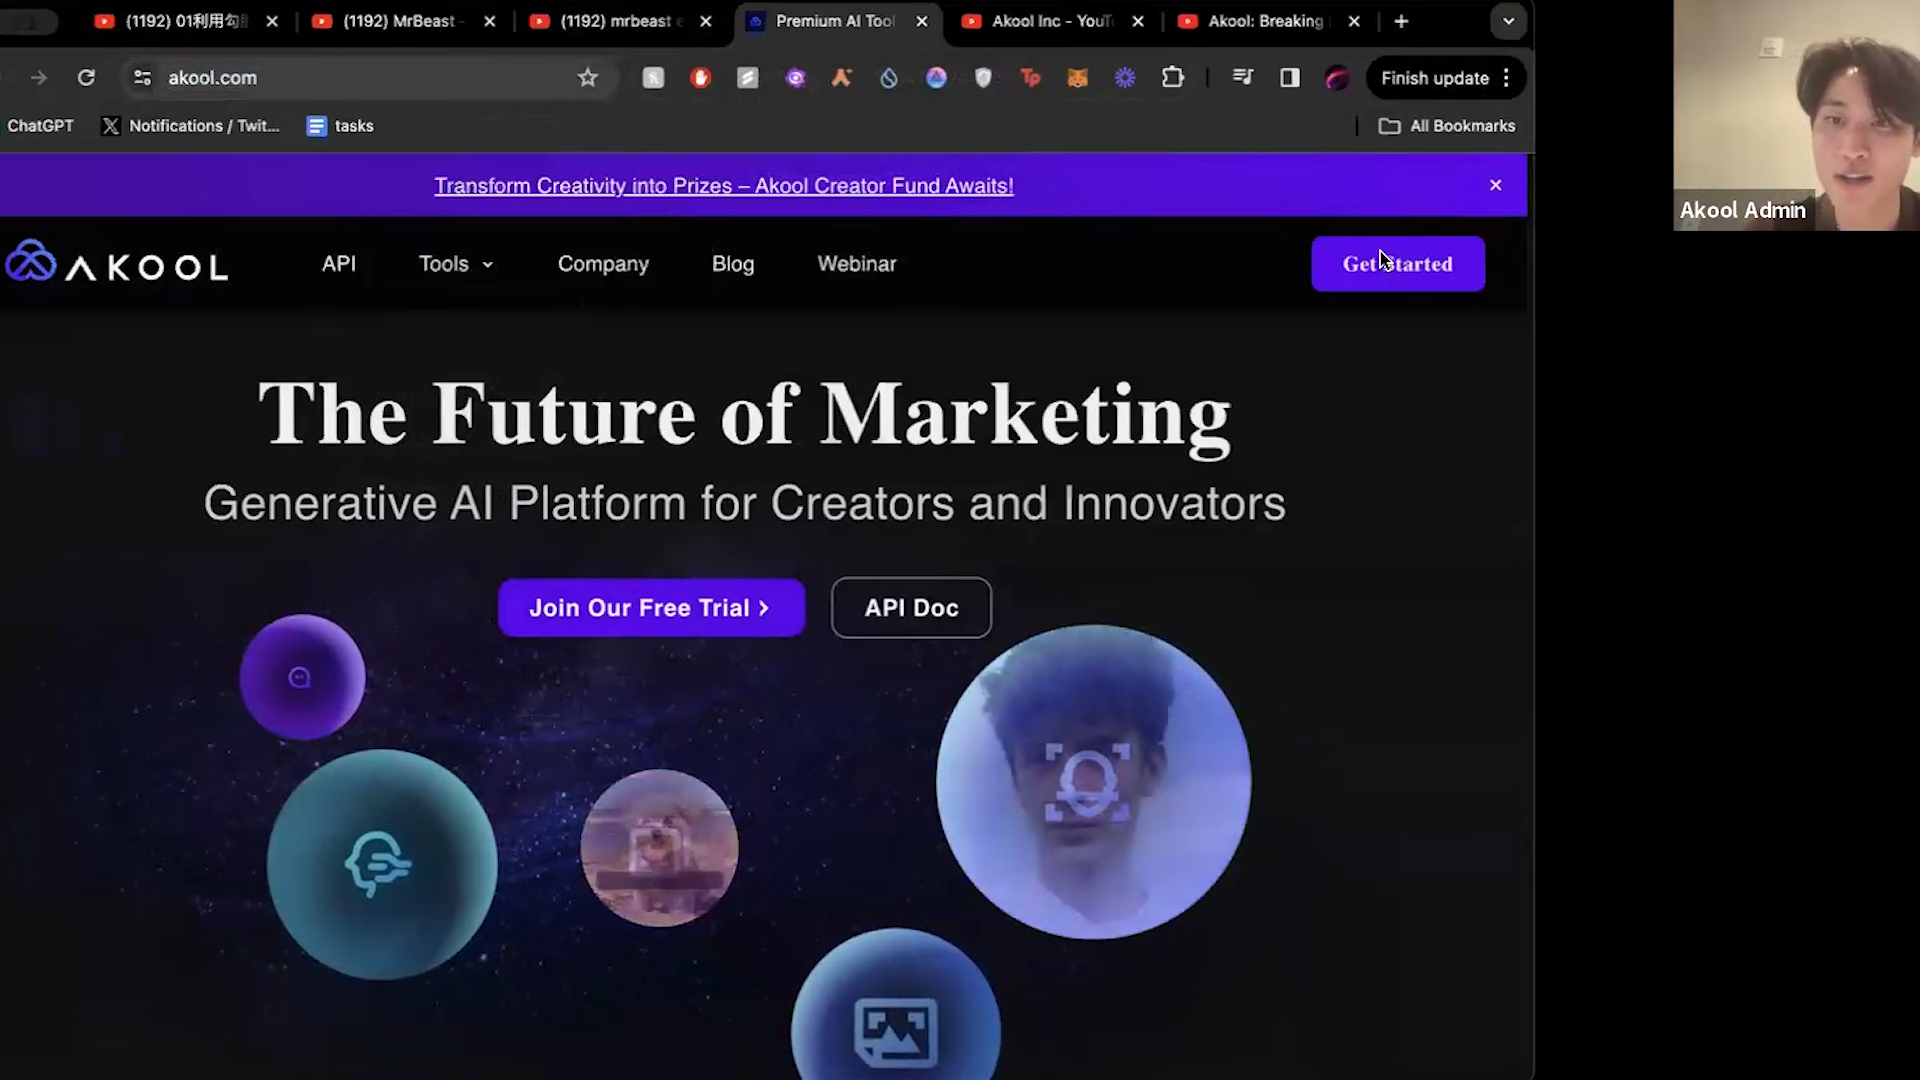 (1192) 01利用勾
(1192) MrBeast -
(1192) mrbeast
Premium AI Tool
Akool Inc - YouT
Akool: Breaking
akool.com
Finish update
ChatGPT
Notifications / Twit...
tasks
All Bookmarks
Transform Creativity into Prizes – Akool Creator Fund Awaits!
AKOOL
API
Tools
Company
Blog
Webinar
Get Started
Akool Admin
The Future of Marketing
Generative AI Platform for Creators and Innovators
Join Our Free Trial >
API Doc